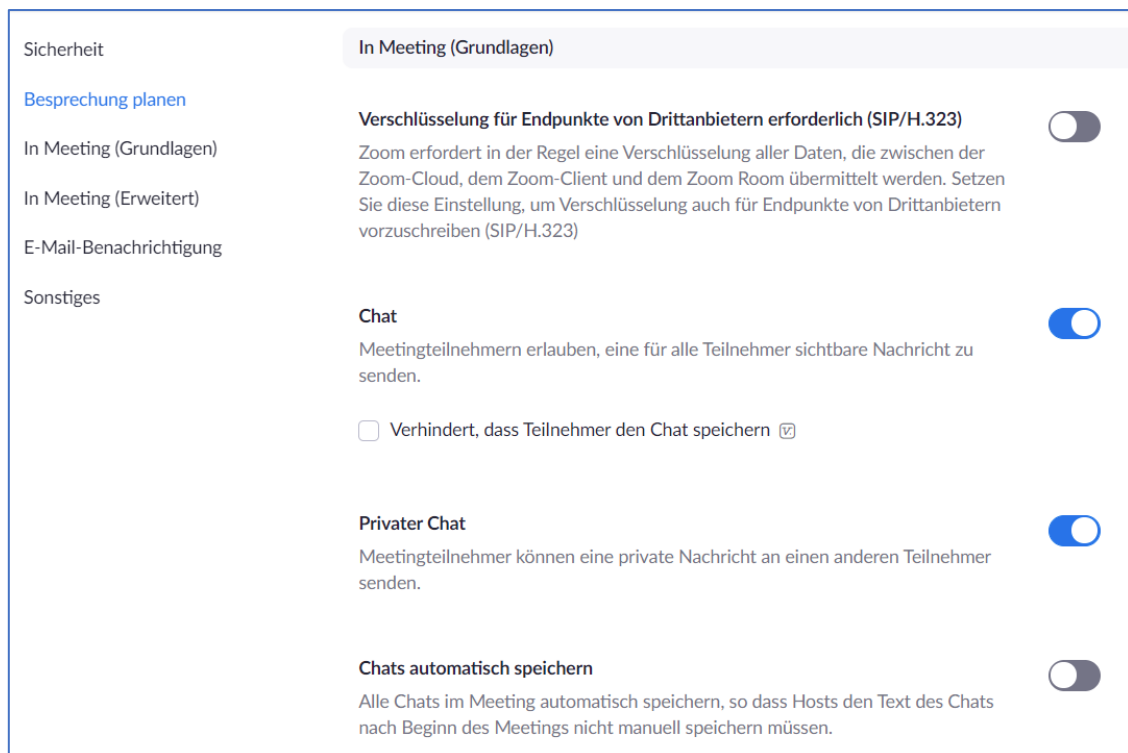 Sicherheit
Besprechung planen
In Meeting (Grundlagen)
In Meeting (Erweitert)
E-Mail-Benachrichtigung
Sonstiges
In Meeting (Grundlagen)
Verschlüsselung für Endpunkte von Drittanbietern erforderlich (SIP/H.323)
Zoom erfordert in der Regel eine Verschlüsselung aller Daten, die zwischen der
Zoom-Cloud, dem Zoom-Client und dem Zoom Room übermittelt werden. Setzen
Sie diese Einstellung, um Verschlüsselung auch für Endpunkte von Drittanbietern
vorzuschreiben (SIP/H.323)
Chat
Meetingteilnehmern erlauben, eine für alle Teilnehmer sichtbare Nachricht zu
senden.
Verhindert, dass Teilnehmer den Chat speichern
Privater Chat
Meetingteilnehmer können eine private Nachricht an einen anderen Teilnehmer
senden.
Chats automatisch speichern
Alle Chats im Meeting automatisch speichern, so dass Hosts den Text des Chats
nach Beginn des Meetings nicht manuell speichern müssen.